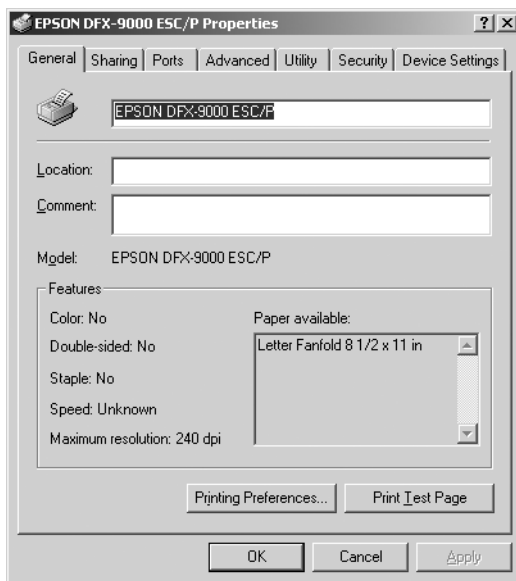 EPSON DFX-9000 ESC/P Properties
General Sharing Ports Advanced Utility Security Device Settings
EPSON DFX-9000 ESC/P
Location:
Comment:
Model: EPSON DFX-9000 ESC/P
Features
Color: No Paper available:
Double-sided: No Letter Fanfold 8 1/2 x 11 in
Staple: No
Speed: Unknown
Maximum resolution: 240 dpi
Printing Preferences... Print Test Page
OK Cancel Apply